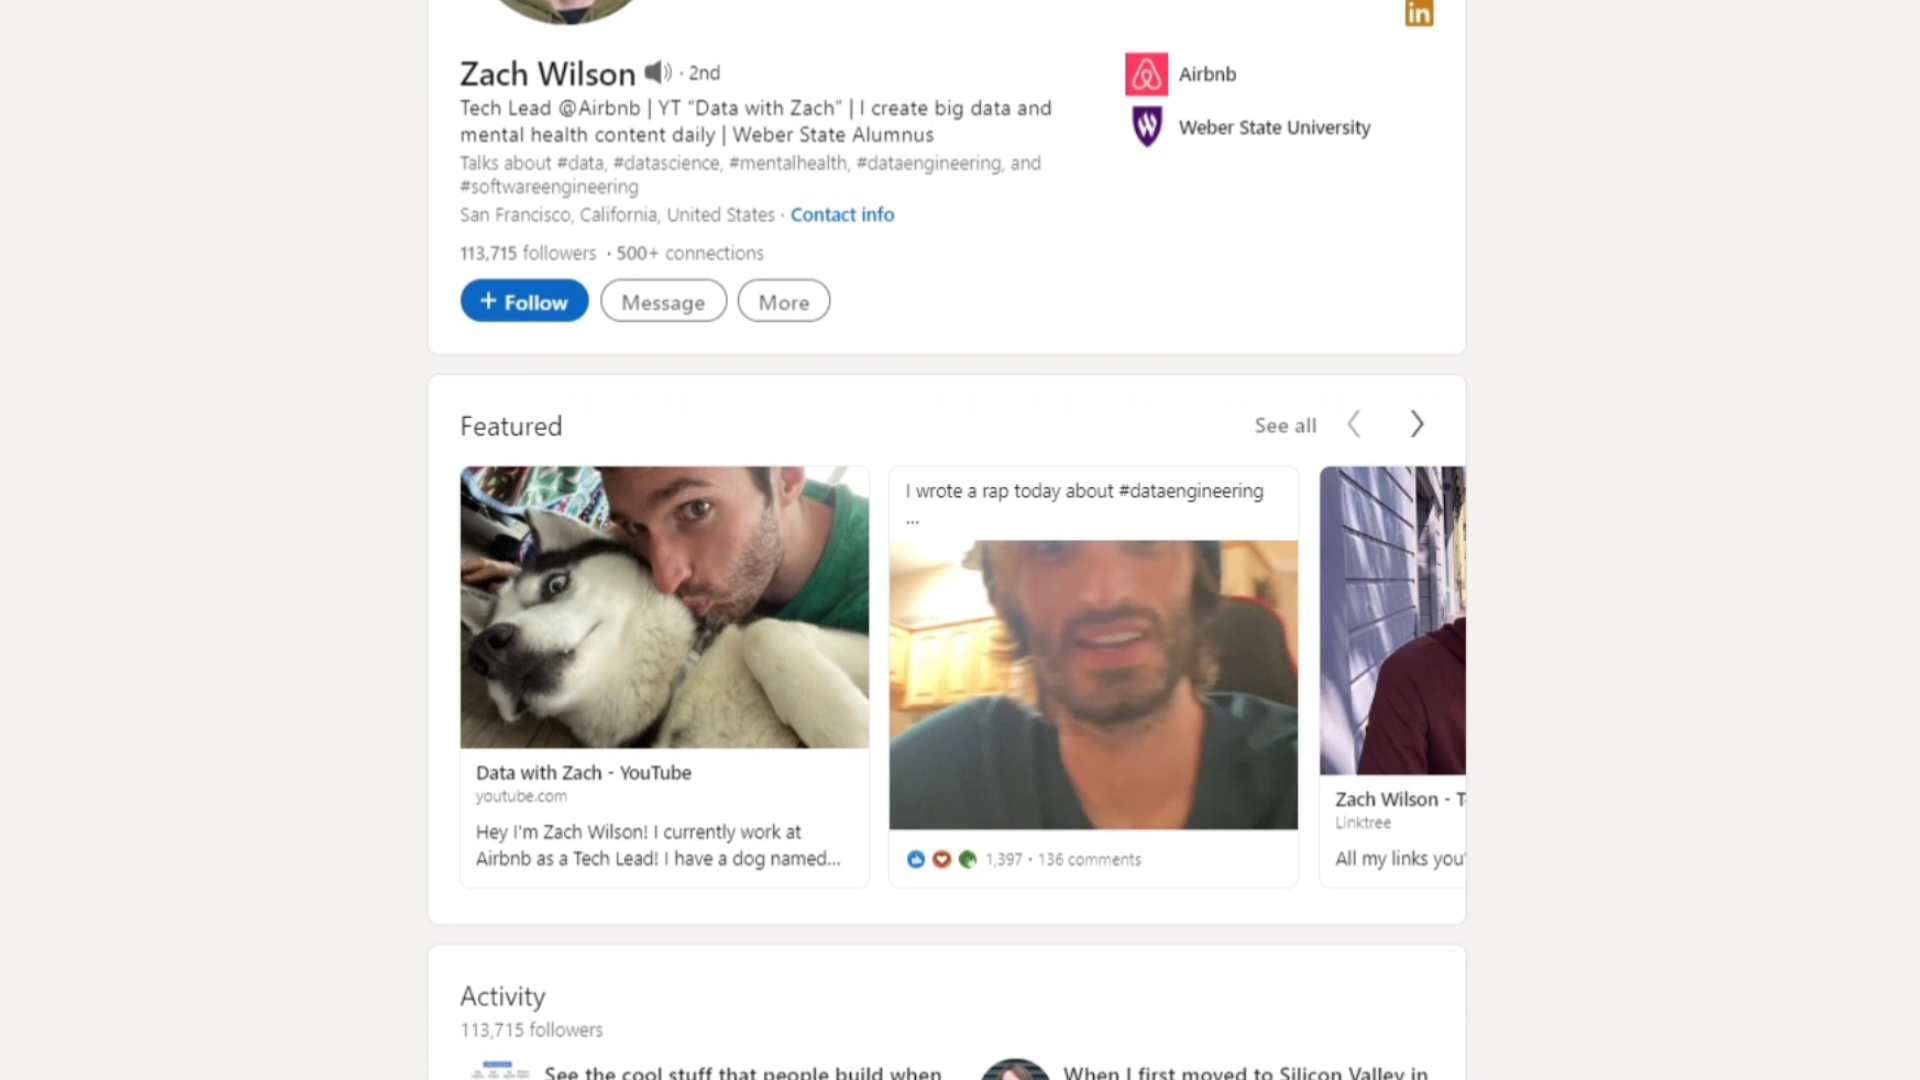 in
Zach Wilson · 2nd
Tech Lead @Airbnb | YT “Data with Zach” | I create big data and
mental health content daily | Weber State Alumnus
Talks about #data, #datascience, #mentalhealth, #dataengineering, and
#softwareengineering
San Francisco, California, United States · Contact info
113,715 followers · 500+ connections
+ Follow
Message
More
Airbnb
W
Weber State University
Featured
See all
Data with Zach - YouTube
youtube.com
Hey I'm Zach Wilson! I currently work at
Airbnb as a Tech Lead! I have a dog named...
I wrote a rap today about #dataengineering
...
1,397 · 136 comments
Zach Wilson - T
Linktree
All my links you'
Activity
113,715 followers
See the cool stuff that people build when
When I first moved to Silicon Valley in